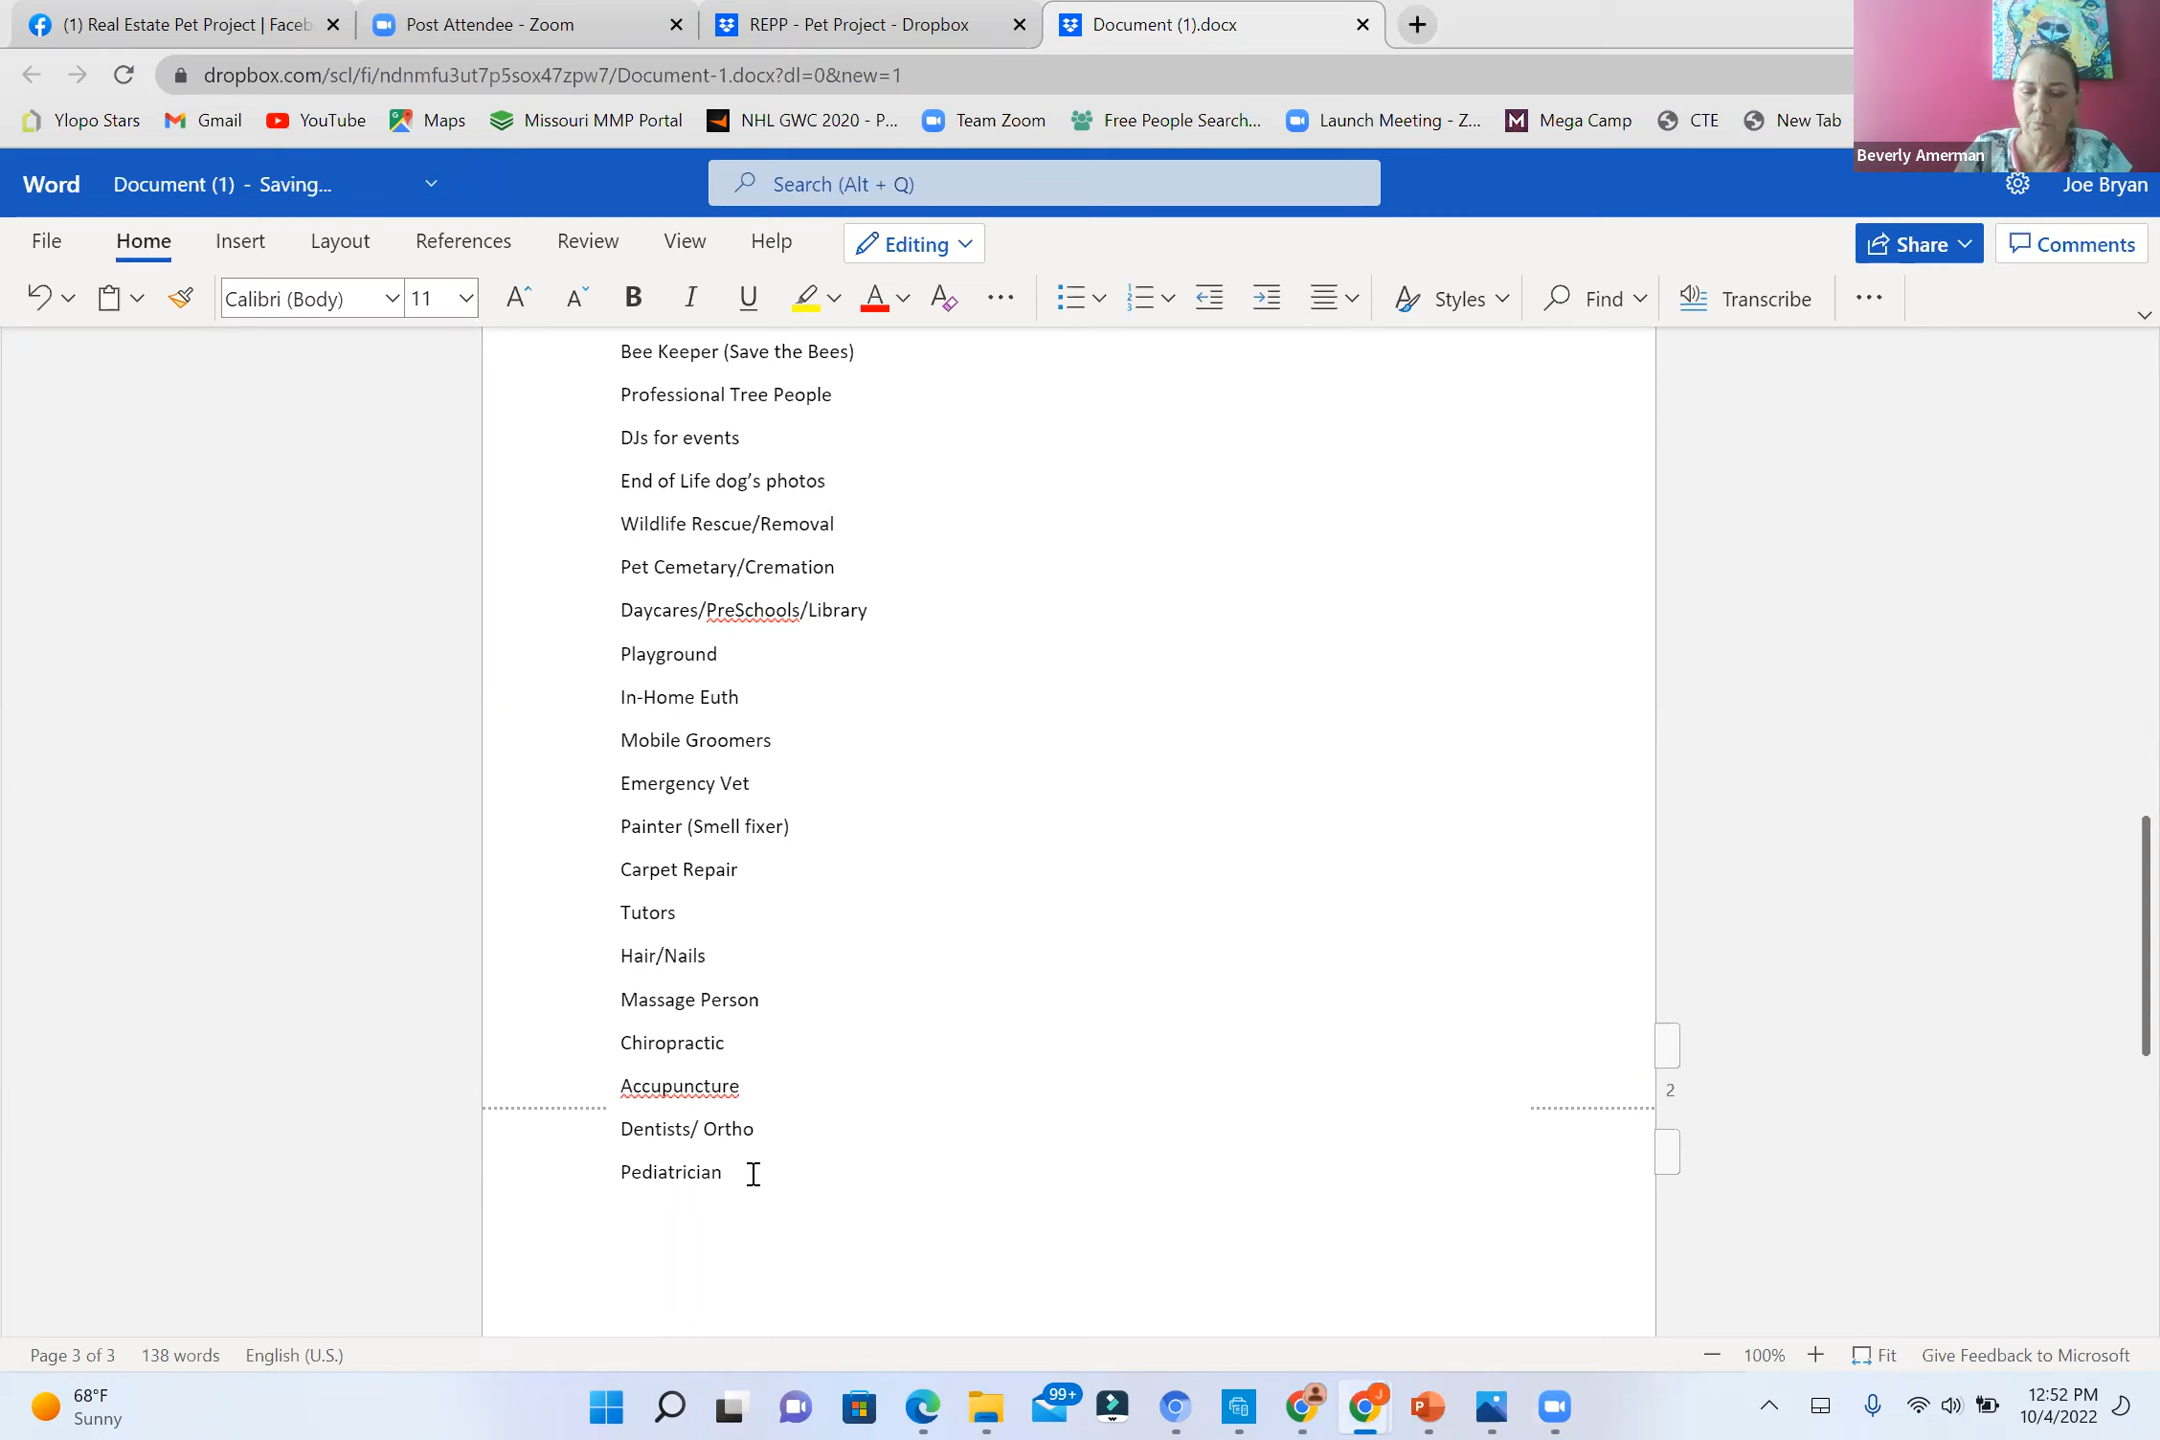 (1) Real Estate Pet Project | Faceb
Post Attendee - Zoom
REPP - Pet Project - Dropbox
Document (1).docx
dropbox.com/scl/fi/ndnmfu3ut7p5sox47zpw7/Document-1.docx?dl=0&new=1
Ylopo Stars
Gmail
YouTube
Maps
Missouri MMP Portal
NHL GWC 2020 - P...
Team Zoom
Free People Search...
Launch Meeting - Z...
M Mega Camp
CTE
New Tab
Beverly Amerman
Word
Document (1) - Saving...
Search (Alt + Q)
Joe Bryan
File
Home
Insert
Layout
References
Review
View
Help
Editing
Share
Comments
Calibri (Body)
11
A
A
B
I
U
A
A
Styles
Find
Transcribe
Bee Keeper (Save the Bees)
Professional Tree People
DJs for events
End of Life dog’s photos
Wildlife Rescue/Removal
Pet Cemetary/Cremation
Daycares/PreSchools/Library
Playground
In-Home Euth
Mobile Groomers
Emergency Vet
Painter (Smell fixer)
Carpet Repair
Tutors
Hair/Nails
Massage Person
Chiropractic
Accupuncture
2
Dentists/ Ortho
Pediatrician
Page 3 of 3
138 words
English (U.S.)
100%
Fit
Give Feedback to Microsoft
68°F
Sunny
99+
J
P
12:52 PM
10/4/2022